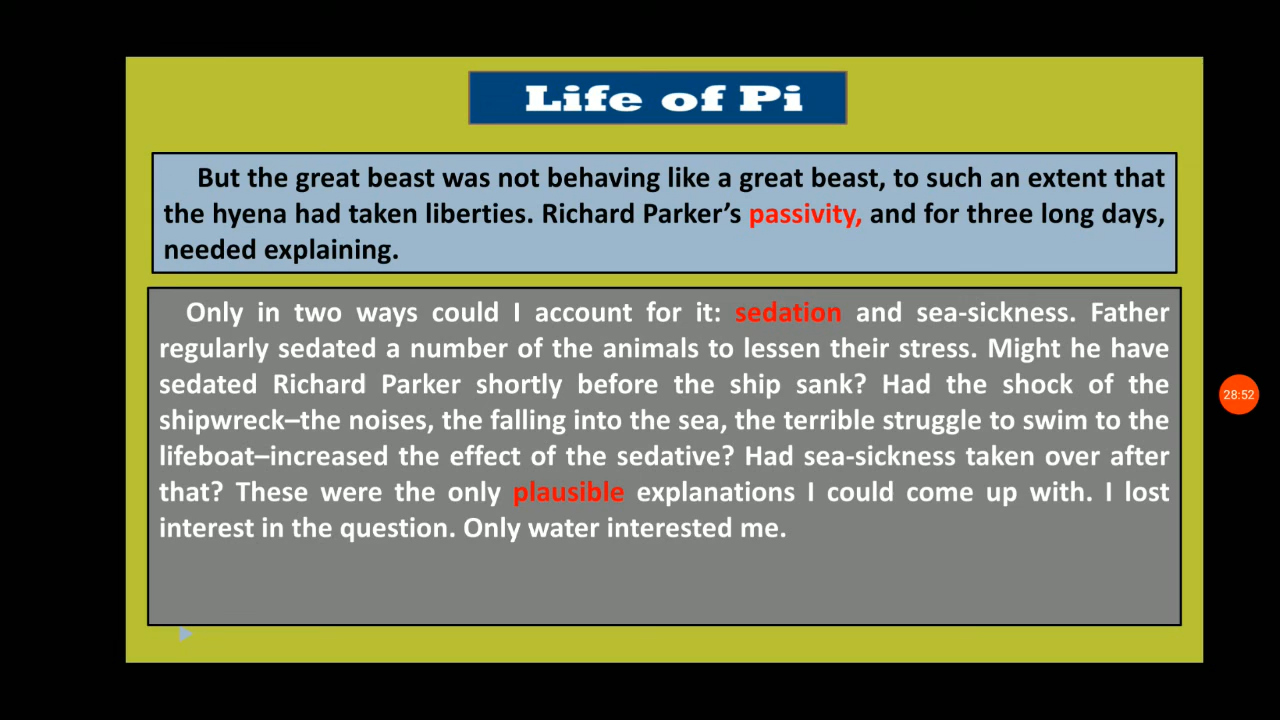 Life of Pi
But the great beast was not behaving like a great beast, to such an extent that
the hyena had taken liberties. Richard Parker’s passivity, and for three long days,
needed explaining.
Only in two ways could I account for it: sedation and sea-sickness. Father
regularly sedated a number of the animals to lessen their stress. Might he have
sedated Richard Parker shortly before the ship sank? Had the shock of the
shipwreck–the noises, the falling into the sea, the terrible struggle to swim to the
lifeboat–increased the effect of the sedative? Had sea-sickness taken over after
that? These were the only plausible explanations I could come up with. I lost
interest in the question. Only water interested me.
28:52